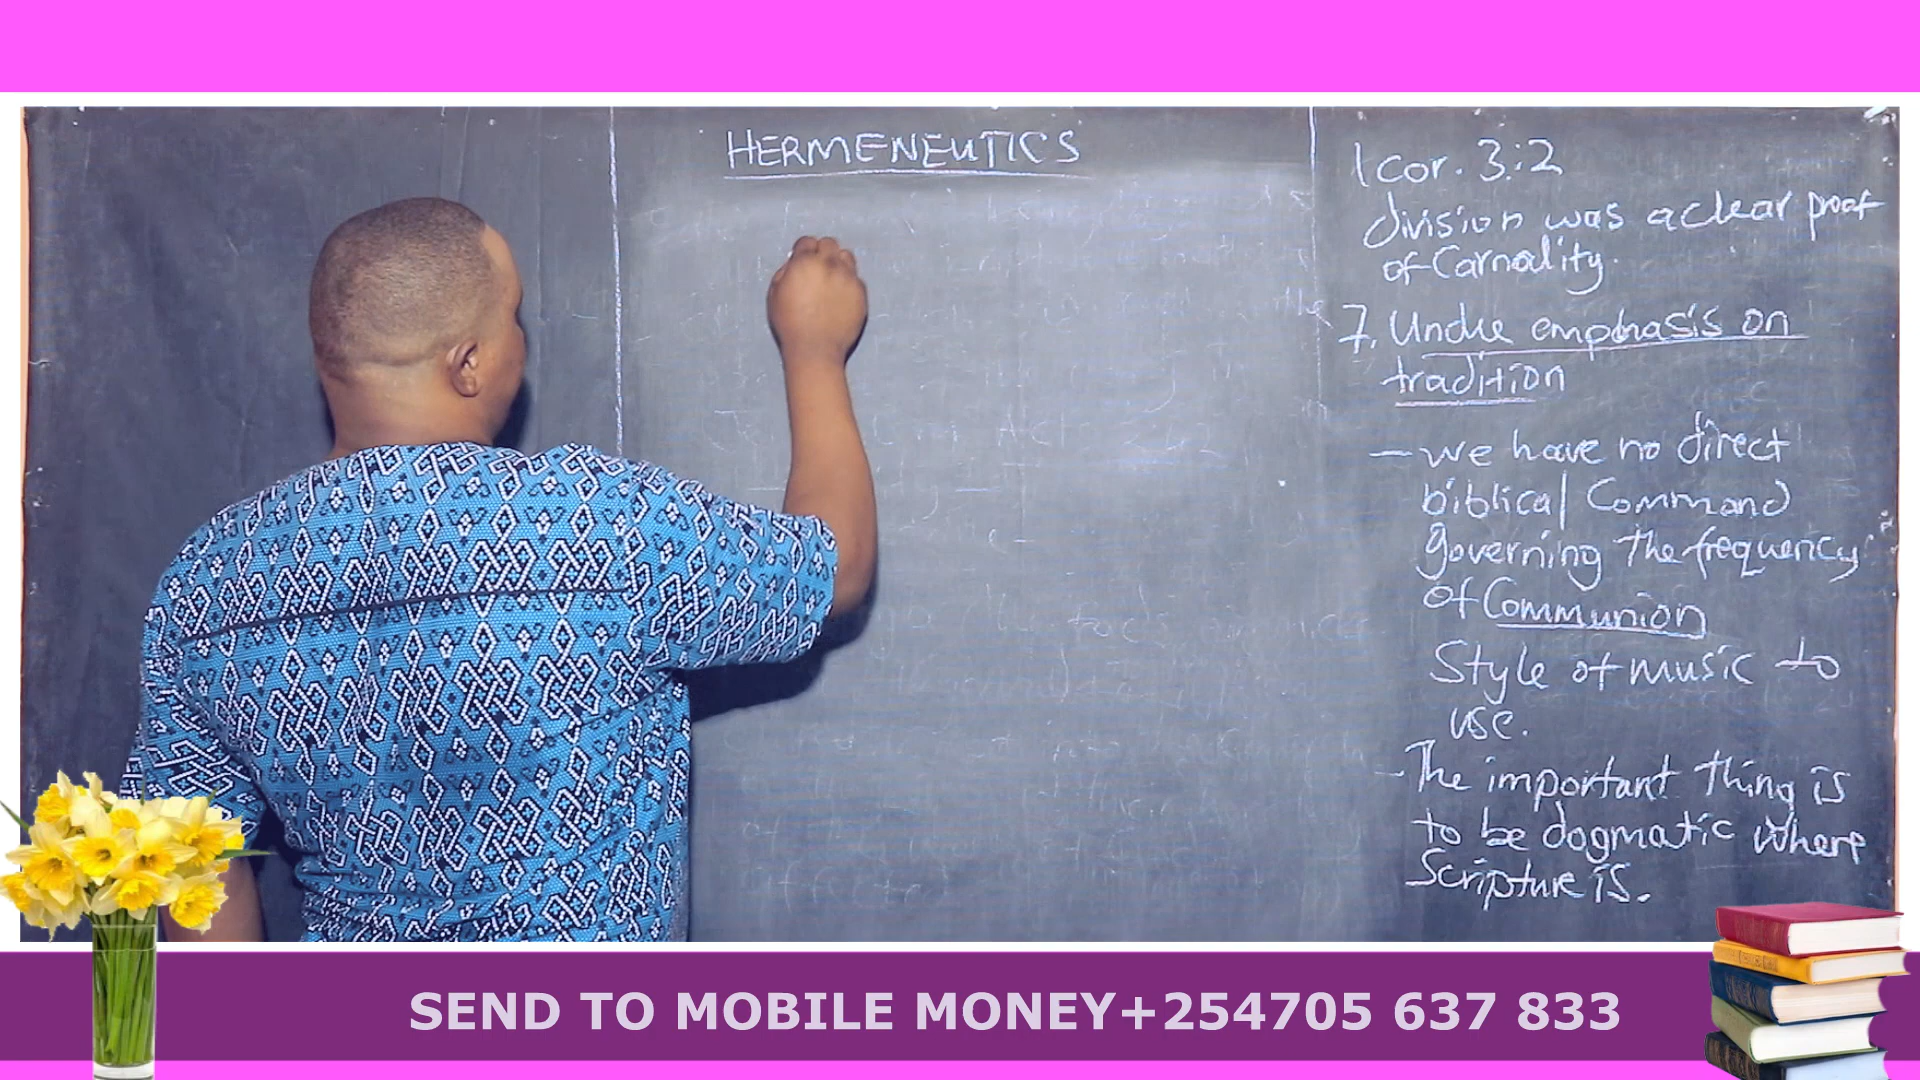 HERMENEUTICS
1 Cor. 3:2
division was a clear proof
of Carnality.
7. Undue emphasis on
tradition
- we have no direct
biblical Command
governing the frequency
of Communion
Style of music to
use.
- The important thing is
to be dogmatic where
Scripture is.
SEND TO MOBILE MONEY+254705 637 833